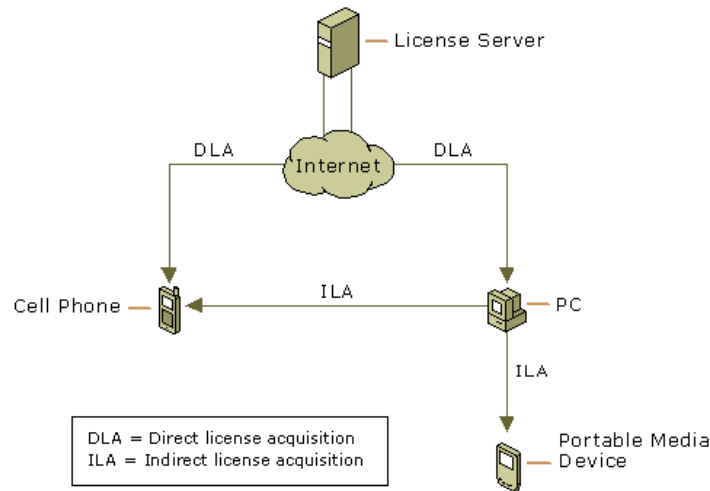 License Server
DLA
DLA
Internet
Cell Phone
ILA
PC
ILA
DLA = Direct license acquisition
ILA = Indirect license acquisition
Portable Media
Device